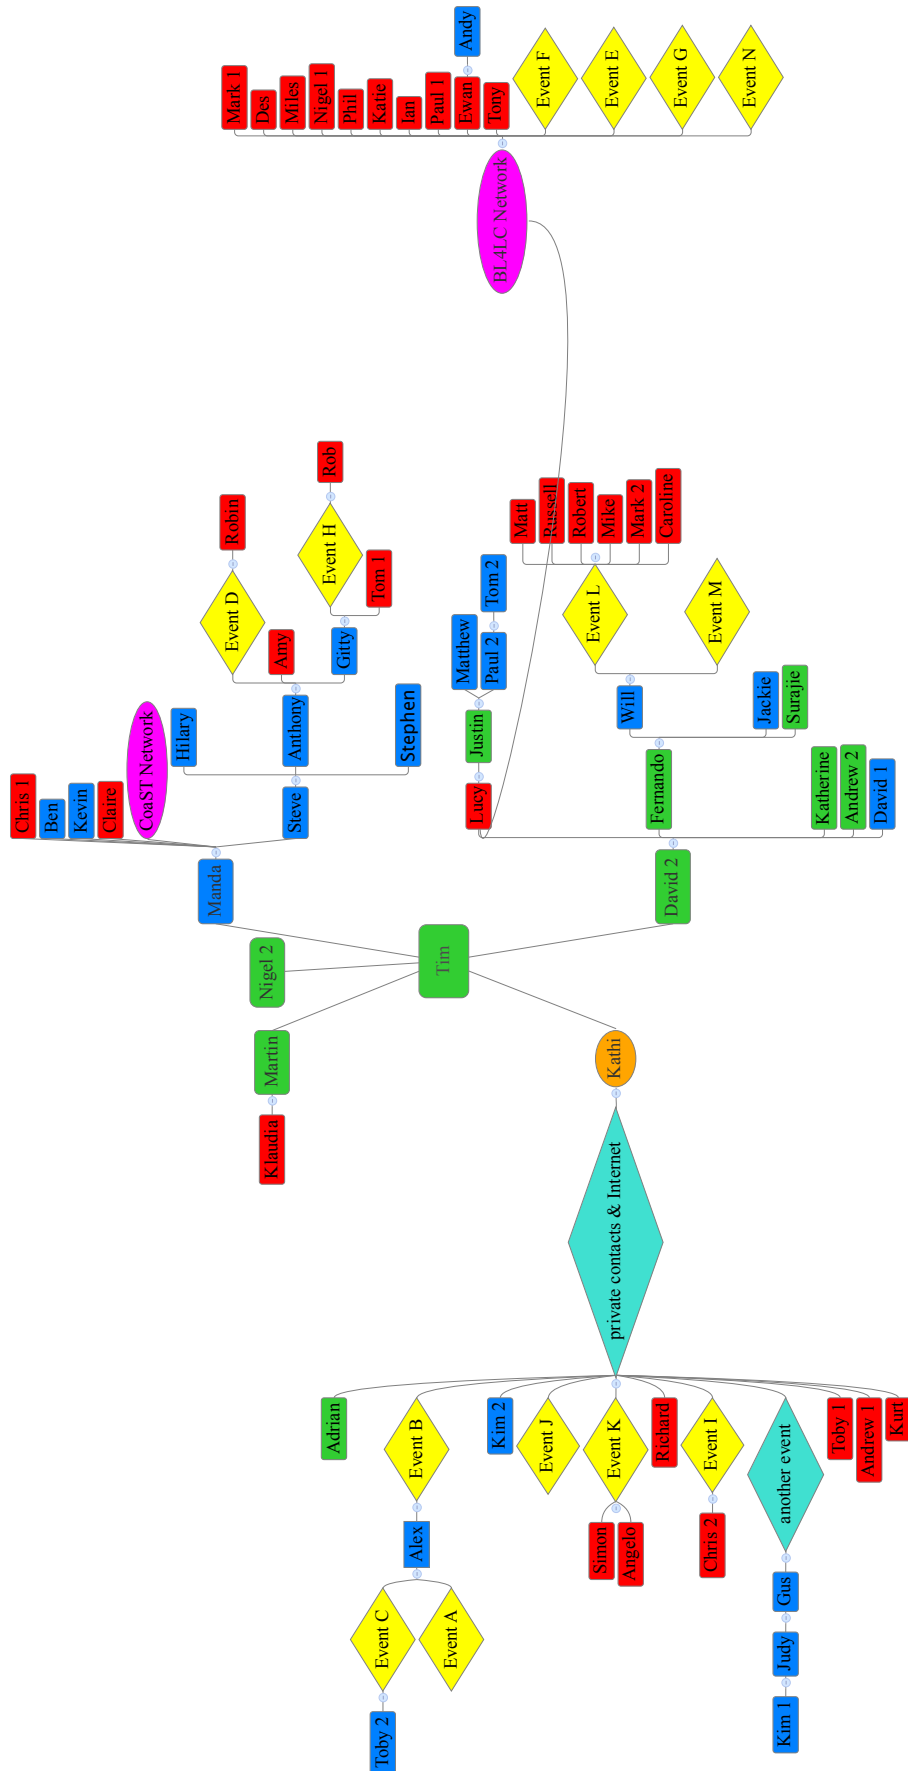 Mark 1
Des
Miles
Nigel 1
Phil
Katie
Ian
Paul 1
Ewan
Andy
Tony
Event F
Event E
Event G
Event N
BL4LC Network
Robin
Event D
Rob
Event H
Tom 1
Amy
Gitty
Hilary
Anthony
Stephen
Chris 1
Ben
Kevin
Claire
CoaST Network
Steve
Manda
Matthew
Paul 2
Tom 2
Justin
Lucy
Matt
Russell
Robert
Mike
Mark 2
Caroline
Event L
Event M
Will
Jackie
Surajie
Fernando
Katherine
Andrew 2
David 1
David 2
Nigel 2
Tim
Martin
Klaudia
Kathi
private contacts & Internet
Adrian
Event B
Alex
Event C
Event A
Toby 2
Kim 2
Event J
Event K
Simon
Angelo
Richard
Event I
Chris 2
another event
Gus
Judy
Kim 1
Toby 1
Andrew 1
Kurt